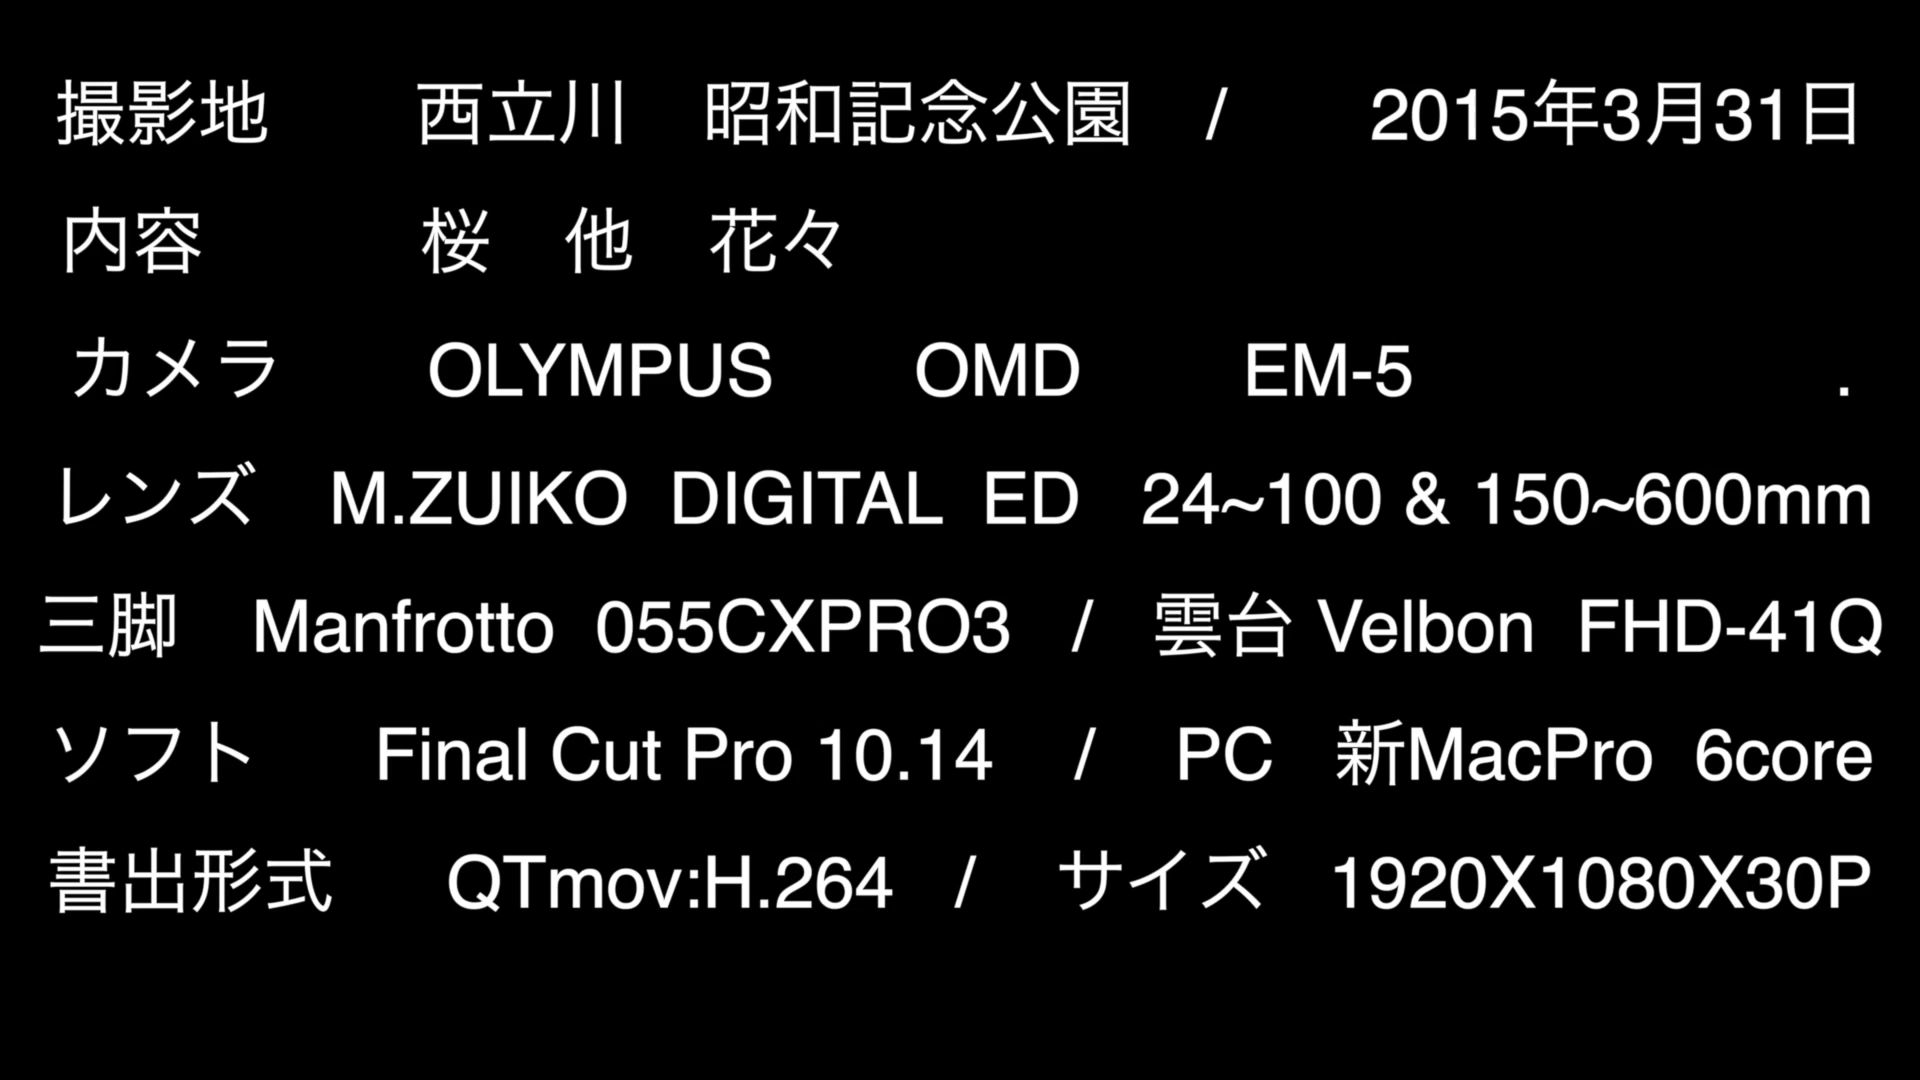 撮影地　　西立川　昭和記念公園　/　　2015年3月31日
内容　　　桜　他　花々
カメラ　　OLYMPUS　　OMD　　EM-5　　　　　　.
レンズ　M.ZUIKO DIGITAL ED 24~100 & 150~600mm
三脚　Manfrotto 055CXPRO3 / 雲台 Velbon FHD-41Q
ソフト　Final Cut Pro 10.14 / PC 新MacPro 6core
書出形式　QTmov:H.264 / サイズ 1920X1080X30P